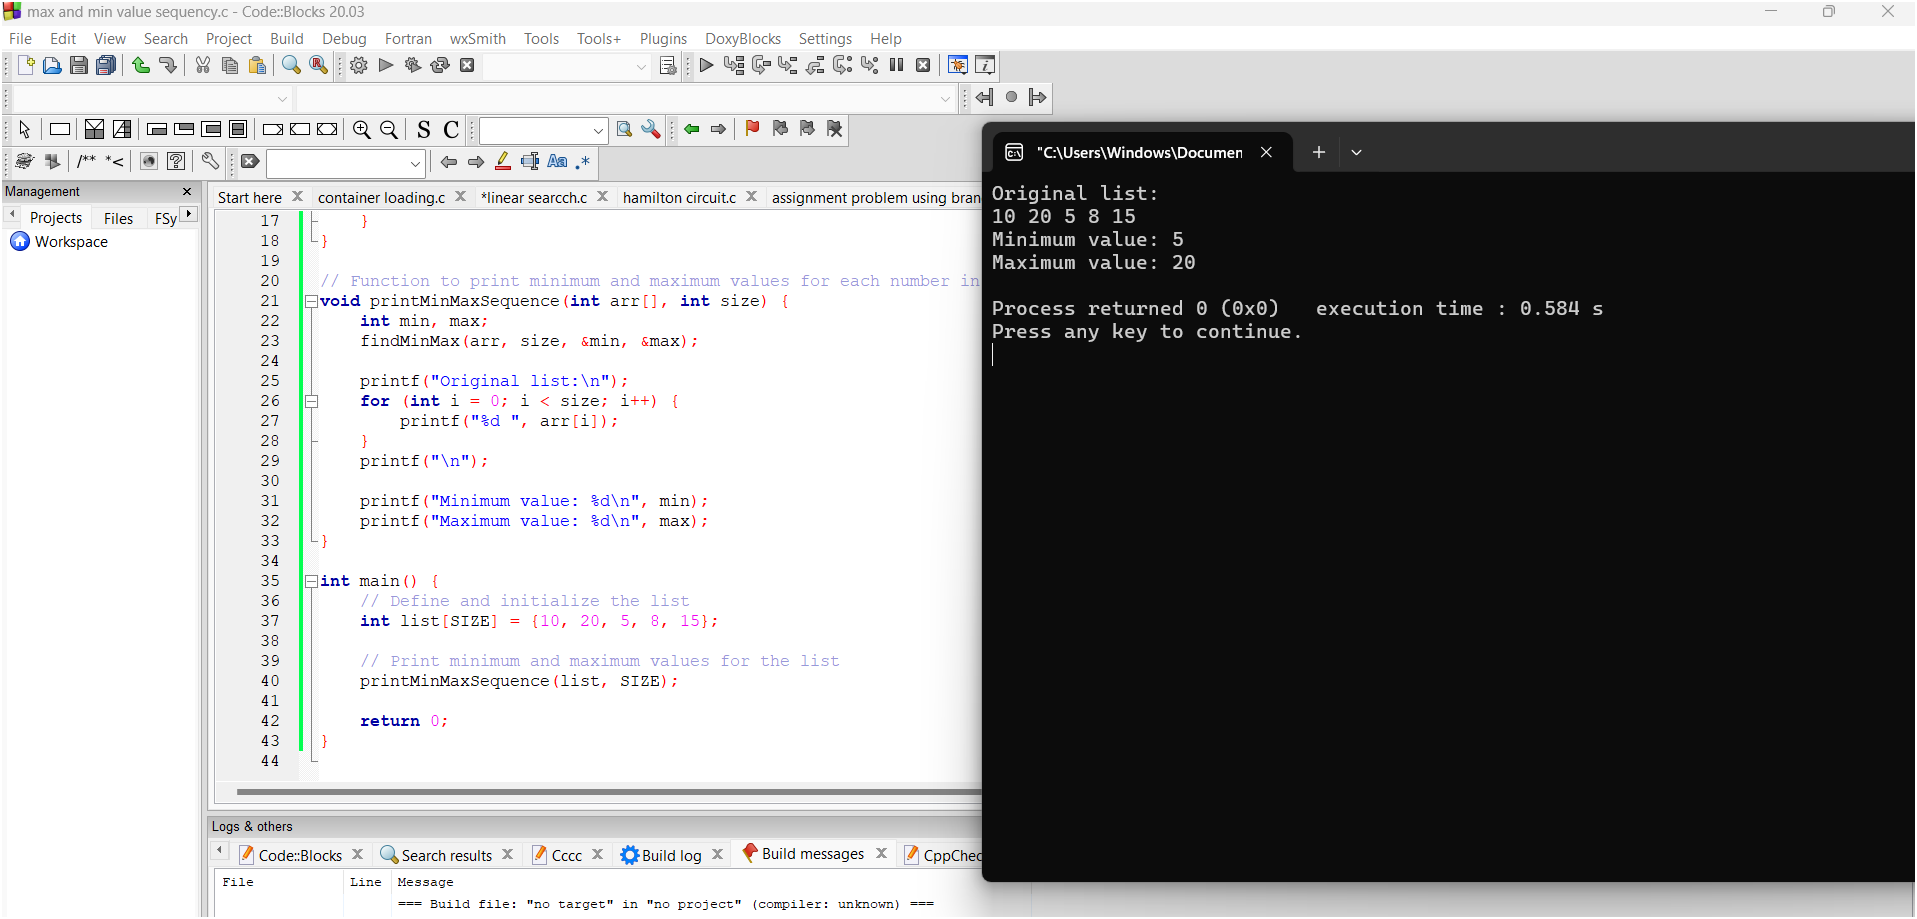 max and min value sequency.c - Code::Blocks 20.03
File Edit View Search Project Build Debug Fortran wxSmith Tools Tools+ Plugins DoxyBlocks Settings Help
S C
/** *< Aa .*
Management
Projects Files FSy
Workspace
Start here container loading.c *linear searcch.c hamilton circuit.c assignment problem using bran
17 }
18 }
19
20 // Function to print minimum and maximum values for each number in
21 void printMinMaxSequence(int arr[], int size) {
22 int min, max;
23 findMinMax(arr, size, &min, &max);
24
25 printf("Original list:\n");
26 for (int i = 0; i < size; i++) {
27 printf("%d ", arr[i]);
28 }
29 printf("\n");
30
31 printf("Minimum value: %d\n", min);
32 printf("Maximum value: %d\n", max);
33 }
34
35 int main() {
36 // Define and initialize the list
37 int list[SIZE] = {10, 20, 5, 8, 15};
38
39 // Print minimum and maximum values for the list
40 printMinMaxSequence(list, SIZE);
41
42 return 0;
43 }
44
Logs & others
Code::Blocks Search results Cccc Build log Build messages CppChec
File Line Message
=== Build file: "no target" in "no project" (compiler: unknown) ===
"C:\Users\Windows\Documen
Original list:
10 20 5 8 15
Minimum value: 5
Maximum value: 20
Process returned 0 (0x0) execution time : 0.584 s
Press any key to continue.